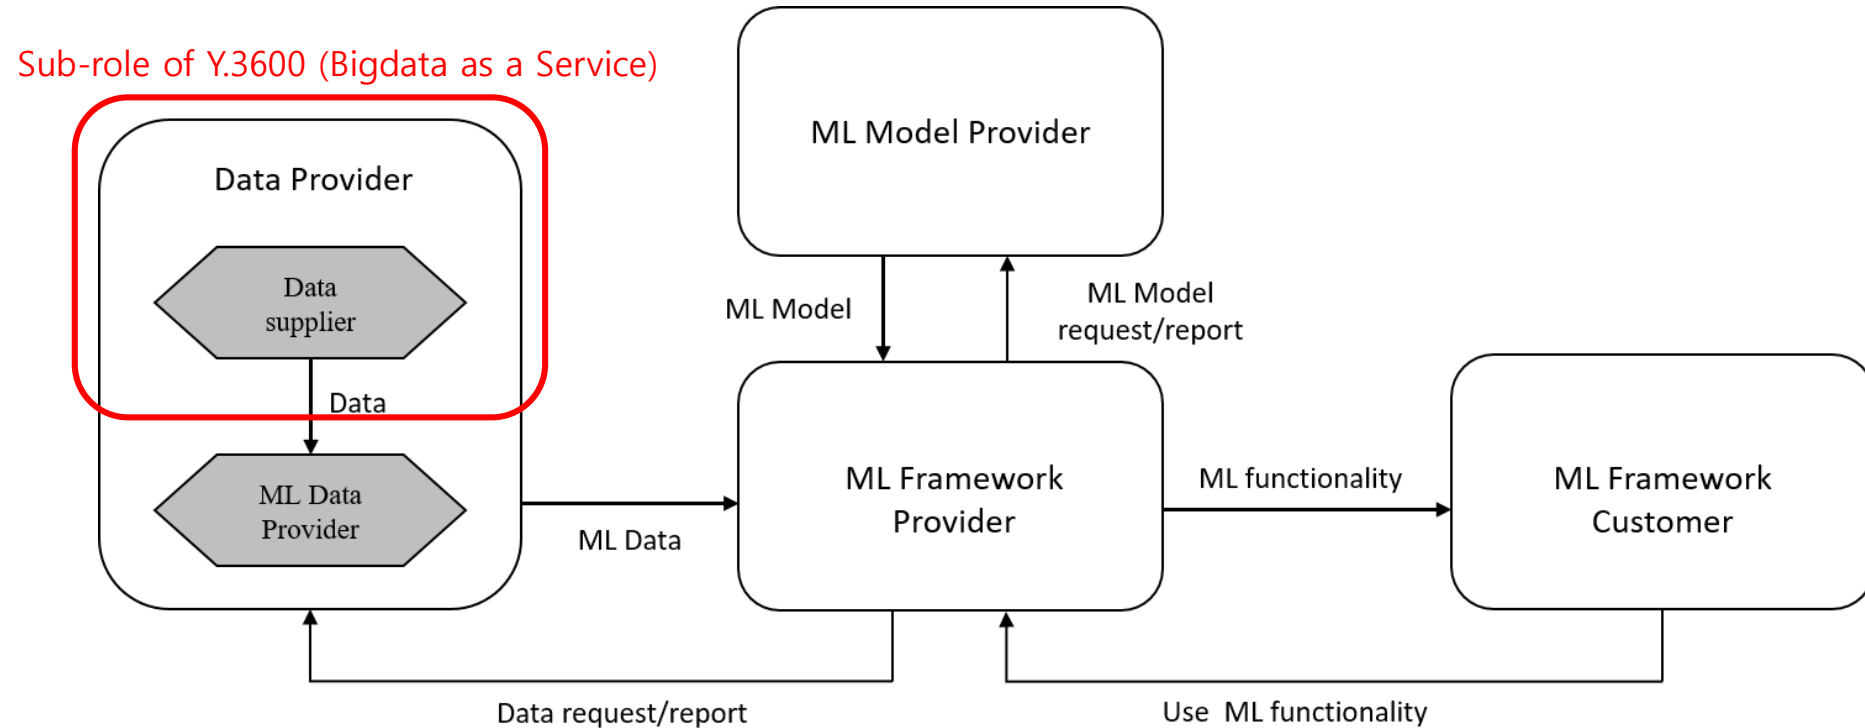 Sub-role of Y.3600 (Bigdata as a Service)
Data Provider
Data
supplier
Data
ML Data
Provider
ML Data
Data request/report
ML Model Provider
ML Model
ML Model
request/report
ML Framework
Provider
ML functionality
ML Framework
Customer
Use ML functionality